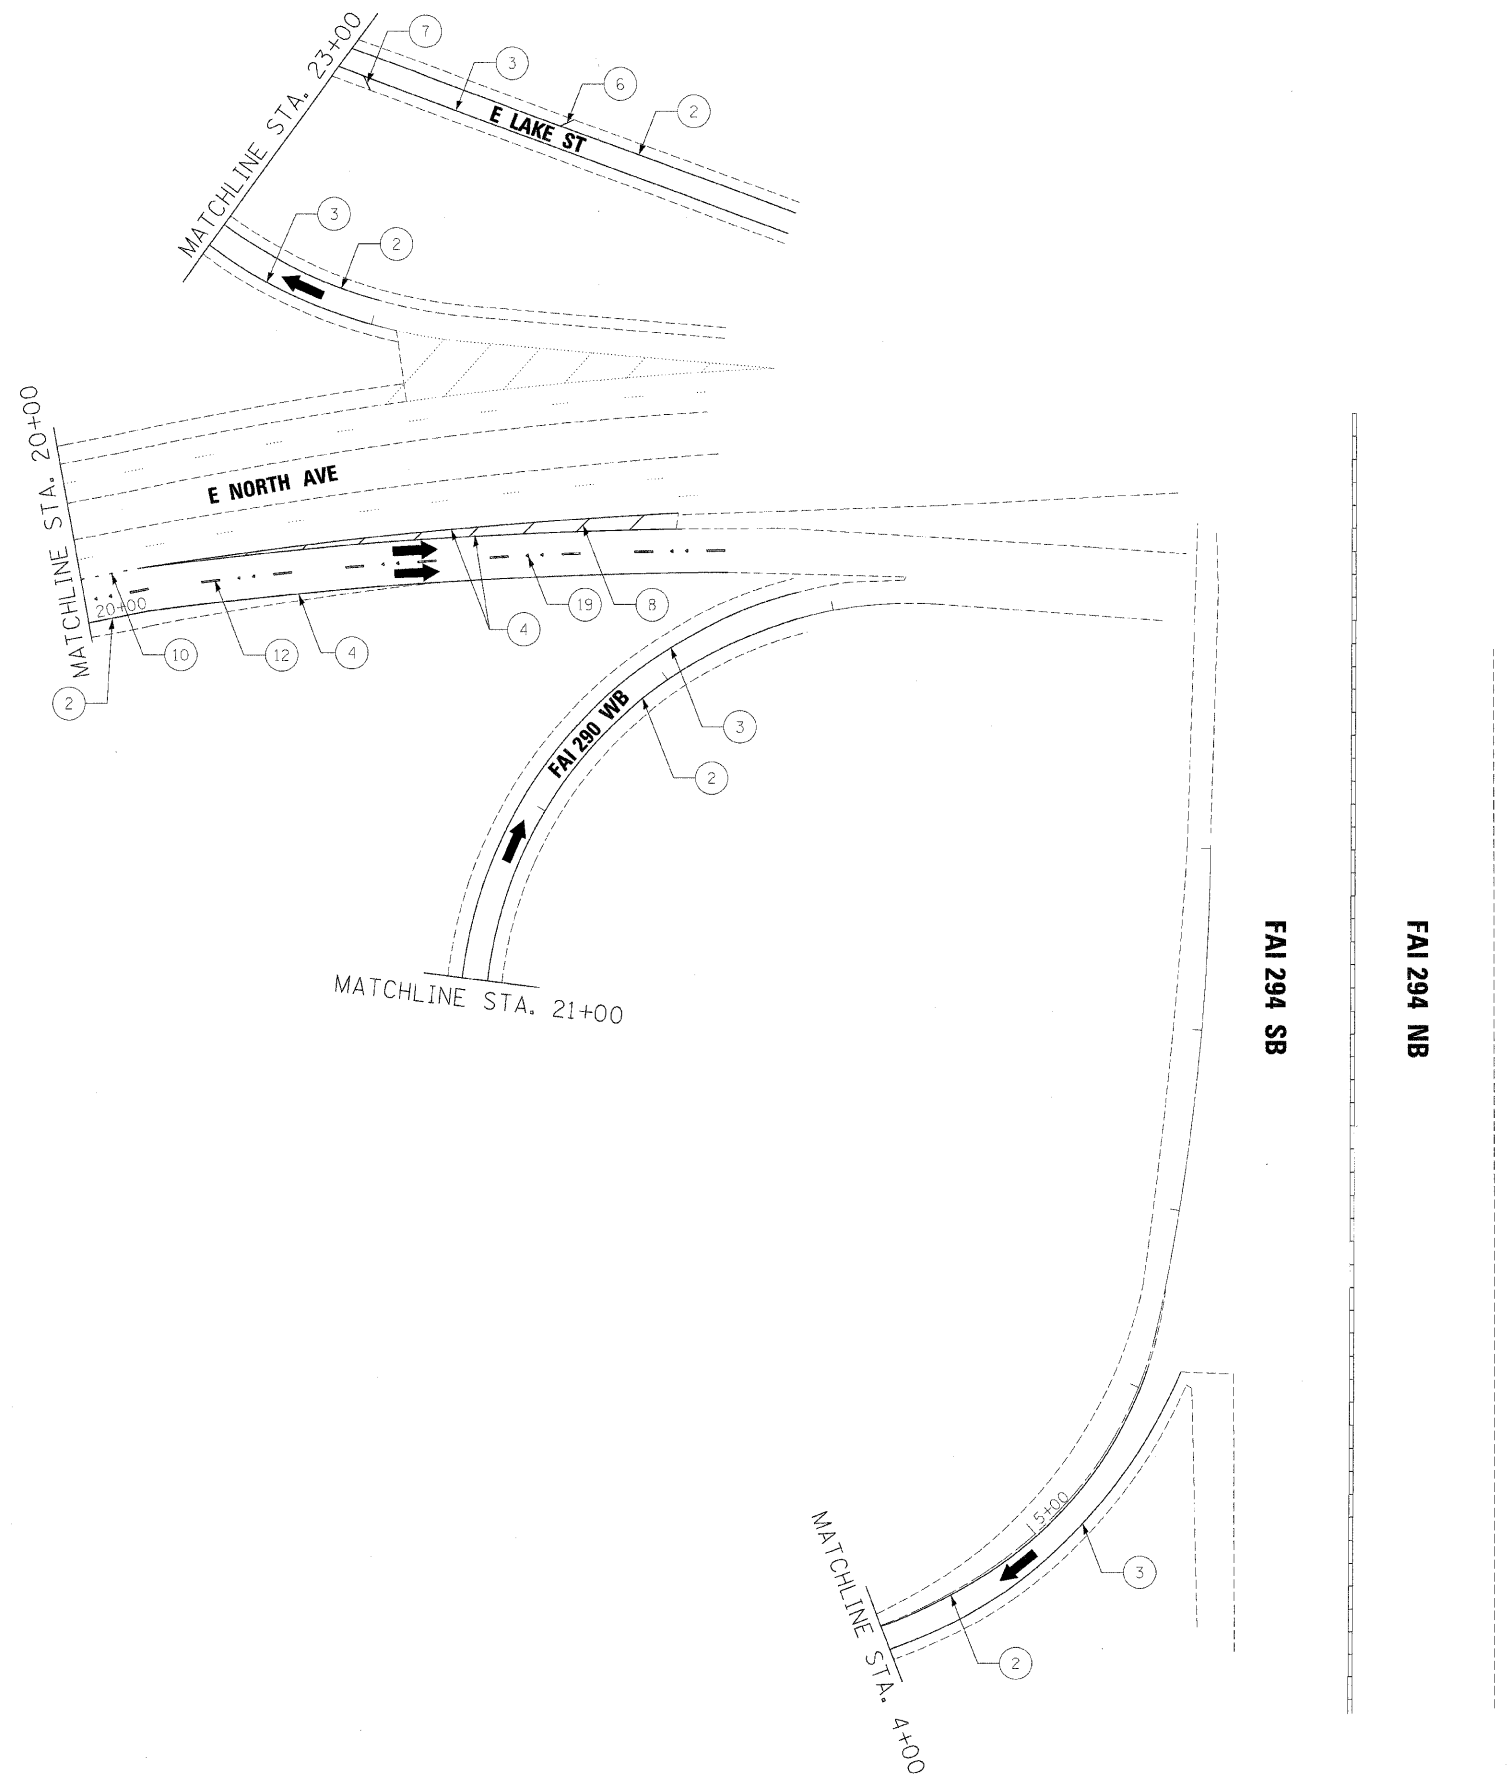 7
3
6
2
MATCHLINE STA. 23+00
E LAKE ST
3
2
MATCHLINE STA. 20+00
E NORTH AVE
20+00
19
8
4
10
12
4
2
FAI 290 WB
3
2
MATCHLINE STA. 21+00
FAI 294 SB
FAI 294 NB
15+00
3
2
MATCHLINE STA. 4+00